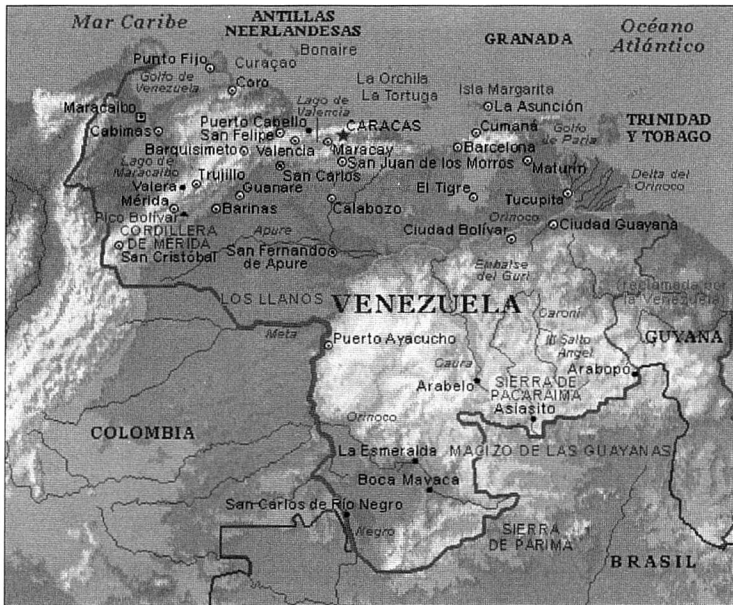 Mar Caribe
ANTILLAS
NEERLANDESAS
Bonaire
GRANADA
Océano
Atlántico
Punto Fijo
Curaçao
Golfo de
Venezuela
Coro
La Orchila
La Tortuga
Isla Margarita
La Asunción
Maracaibo
Lago de
Valencia
Puerto Cabello
CARACAS
Cumaná
Golfo
de Paria
TRINIDAD
Y TOBAGO
Cabimas
San Felipe
Barquisimeto
Valencia
Maracay
Barcelona
Lago de
Maracaibo
San Juan de los Morros
Maturín
San Carlos
Trujillo
Valera
Guanare
El Tigre
Tucupita
Delta del
Orinoco
Mérida
Barinas
Calabozo
Pico Bolívar
Orinoco
Ciudad Guayana
CORDILLERA
DE MERIDA
Apure
Ciudad Bolívar
San Cristóbal
San Fernando
de Apure
Embalse
del Guri
(reclamada por
la Venezuela)
LOS LLANOS
VENEZUELA
Caroní
Meta
Puerto Ayacucho
Salto
Angel
GUYANA
Caura
Arabopó
Arabelo
SIERRA DE
PACARAIMA
Asiasito
Orinoco
COLOMBIA
La Esmeralda
MACIZO DE LAS GUAYANAS
Boca Mavaca
San Carlos de Río Negro
Negro
SIERRA
DE PARIMA
BRASIL